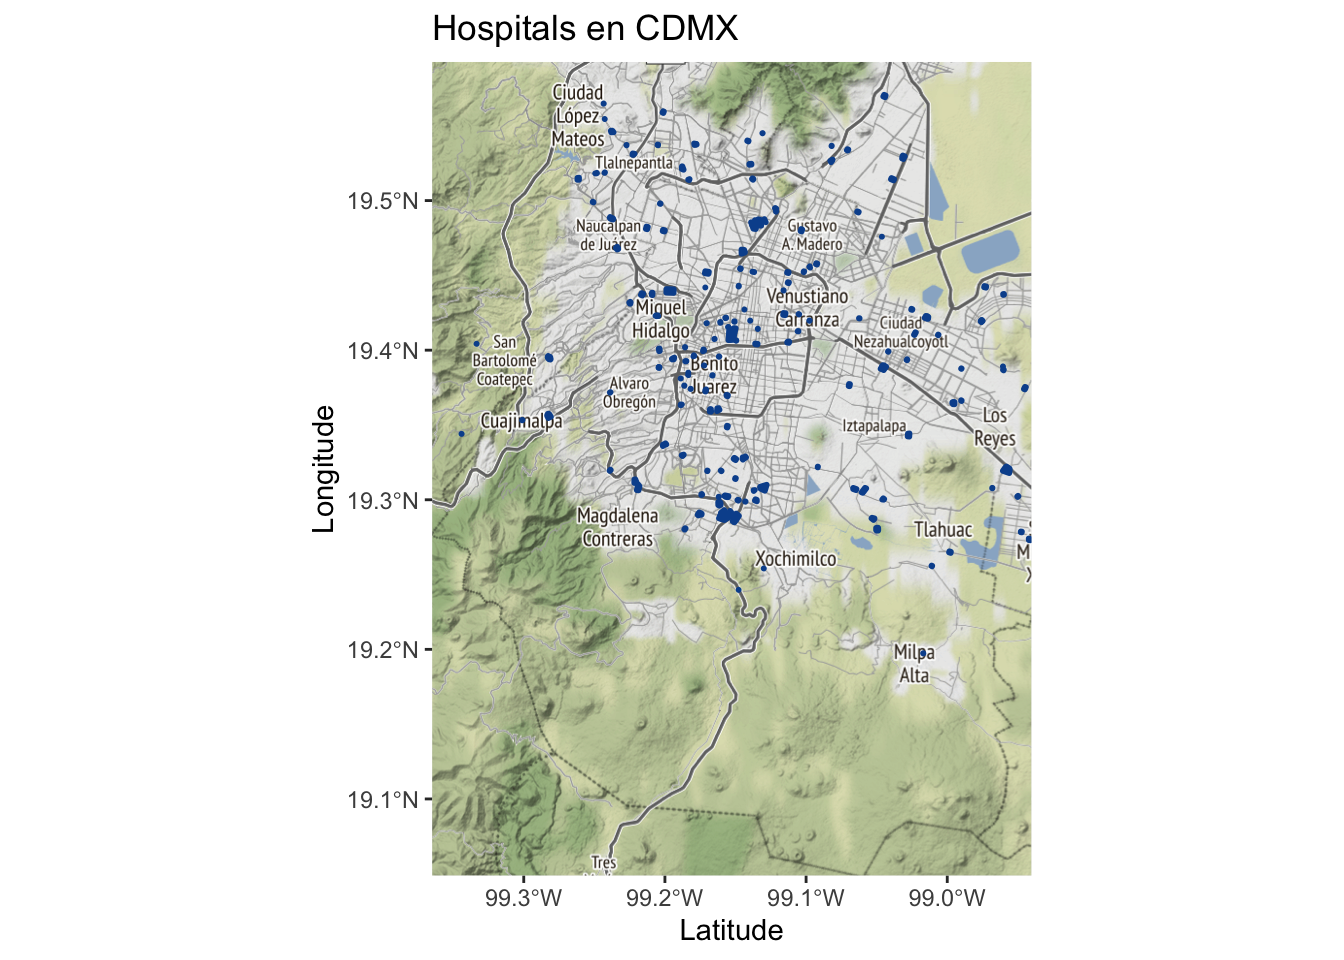 Hospitals en CDMX
Ciudad
López
Mateos
Tlalnepantla
19.5°N
Naucalpan
de Juárez
Gustavo
A. Madero
Miguel
Hidalgo
Venustiano
Carranza
Ciudad
Nezahualcoyotl
San
Bartolomé
Coatepec
19.4°N
Benito
Juarez
Alvaro
Obregón
Cuajimalpa
Iztapalapa
Los
Reyes
Longitude
19.3°N
Magdalena
Contreras
Tlahuac
Xochimilco
19.2°N
Milpa
Alta
19.1°N
Tres
99.3°W 99.2°W 99.1°W 99.0°W
Latitude